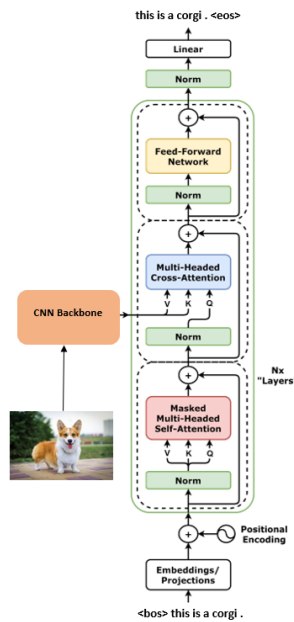 this is a corgi . <eos>
Linear
Norm
Feed-Forward
Network
Norm
Multi-Headed
Cross-Attention
V K Q
CNN Backbone
Norm
Nx
"Layers
Masked
Multi-Headed
Self-Attention
V K Q
Norm
Positional
Encoding
Embeddings/
Projections
<bos> this is a corgi .